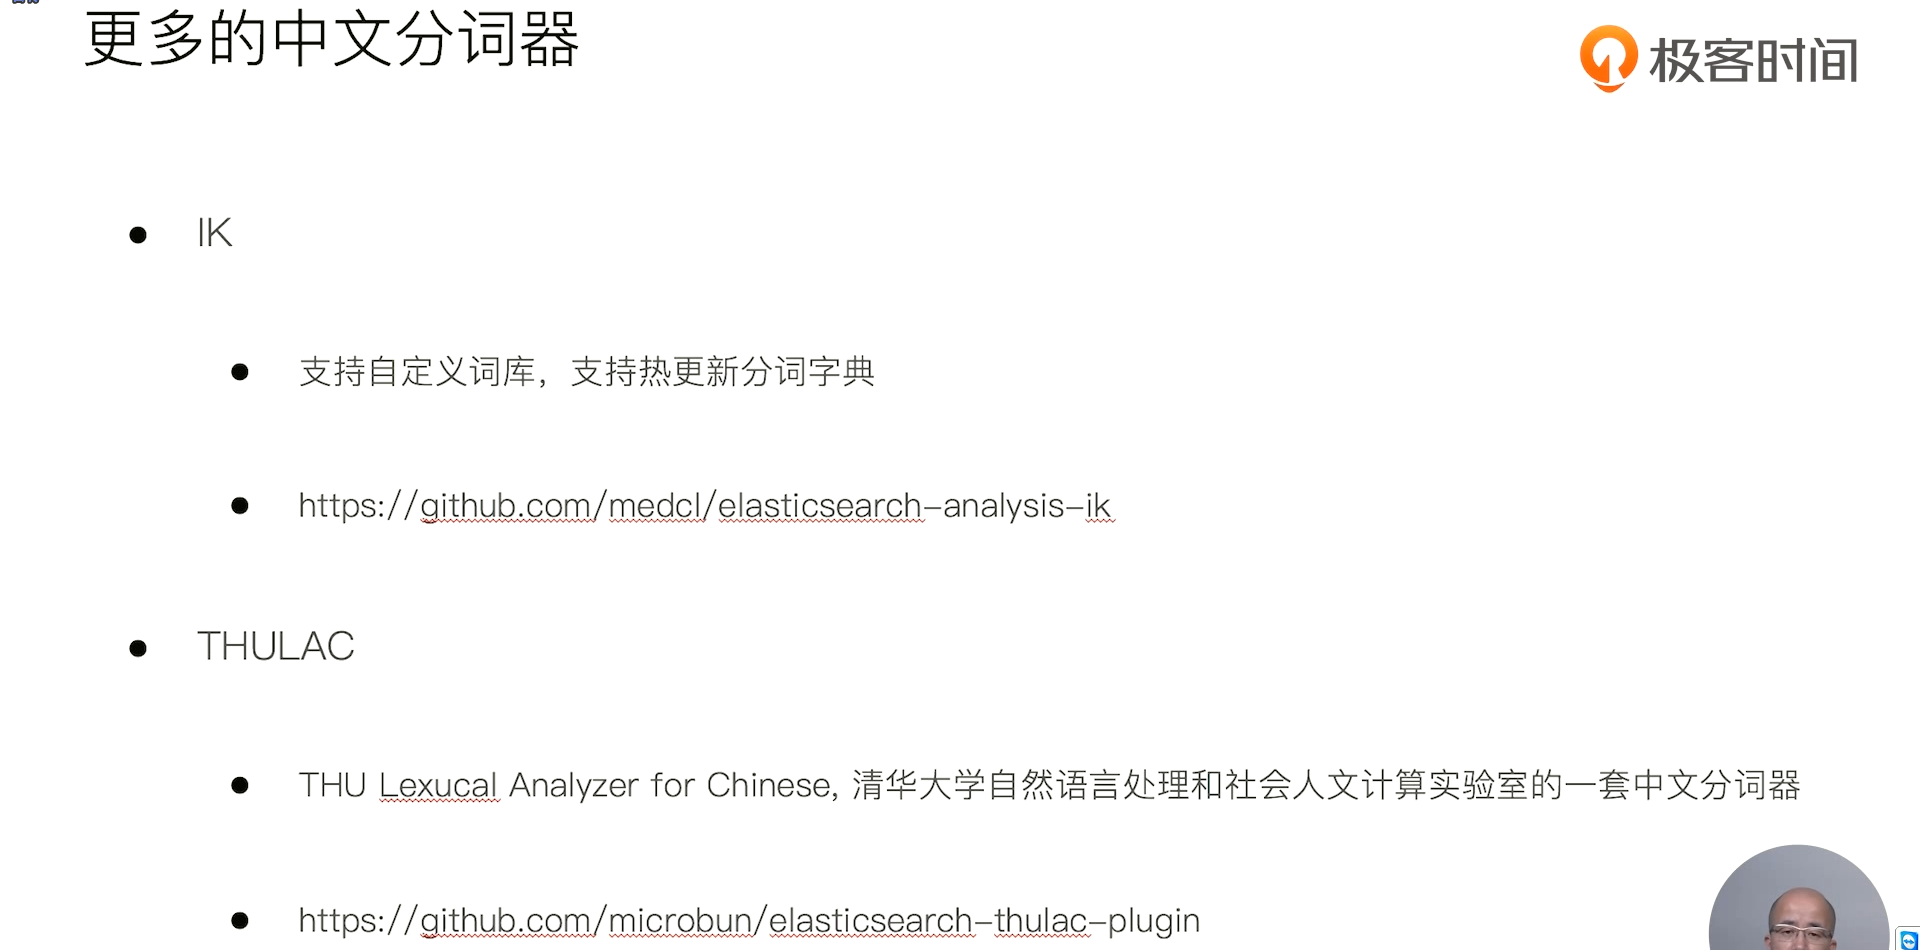 更多的中文分词器
极客时间
IK
支持自定义词库，支持热更新分词字典
https://github.com/medcl/elasticsearch-analysis-ik
THULAC
THU Lexucal Analyzer for Chinese, 清华大学自然语言处理和社会人文计算实验室的一套中文分词器
https://github.com/microbun/elasticsearch-thulac-plugin